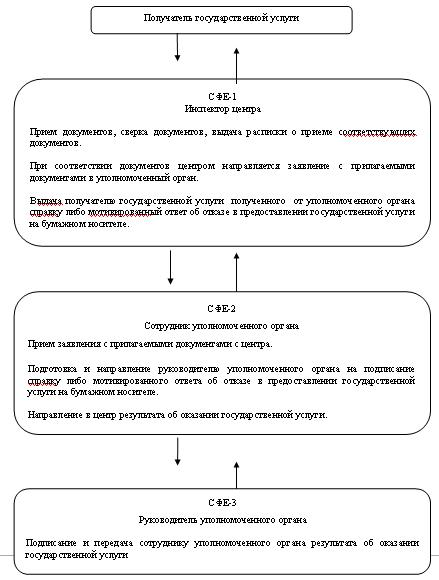 Получатель государственной услуги
СФЕ-1
Инспектор центра
Прием документов, сверка документов, выдача расписки о приеме соответствующих
документов.
При соответствии документов центром направляется заявление с прилагаемыми
документами в уполномоченный орган.
Выдача получателю государственной услуги полученного от уполномоченного органа
справку либо мотивированный ответ об отказе в предоставлении государственной услуги
на бумажном носителе.
СФЕ-2
Сотрудник уполномоченного органа
Прием заявления с прилагаемыми документами с центра.
Подготовка и направление руководителю уполномоченного органа на подписание
справку либо мотивированного ответа об отказе в предоставлении государственной
услуги на бумажном носителе.
Направление в центр результата об оказании государственной услуги.
СФЕ-3
Руководитель уполномоченного органа
Подписание и передача сотруднику уполномоченного органа результата об оказании
государственной услуги